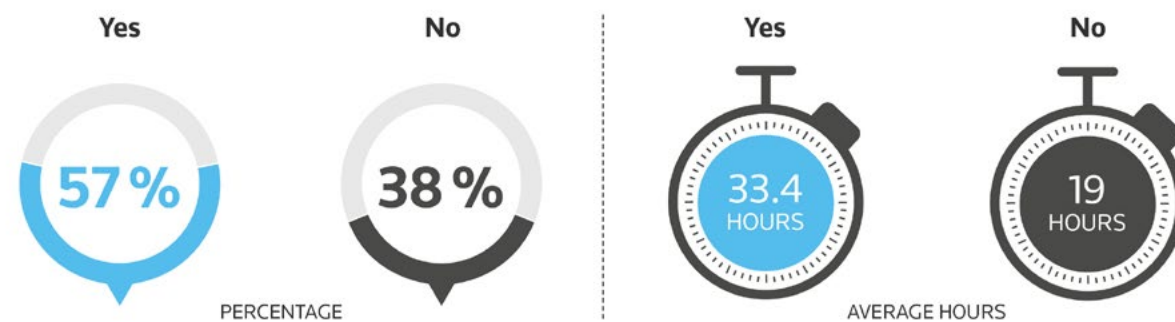 Yes
No
57 %
38 %
PERCENTAGE
Yes
No
33.4
HOURS
19
HOURS
AVERAGE HOURS